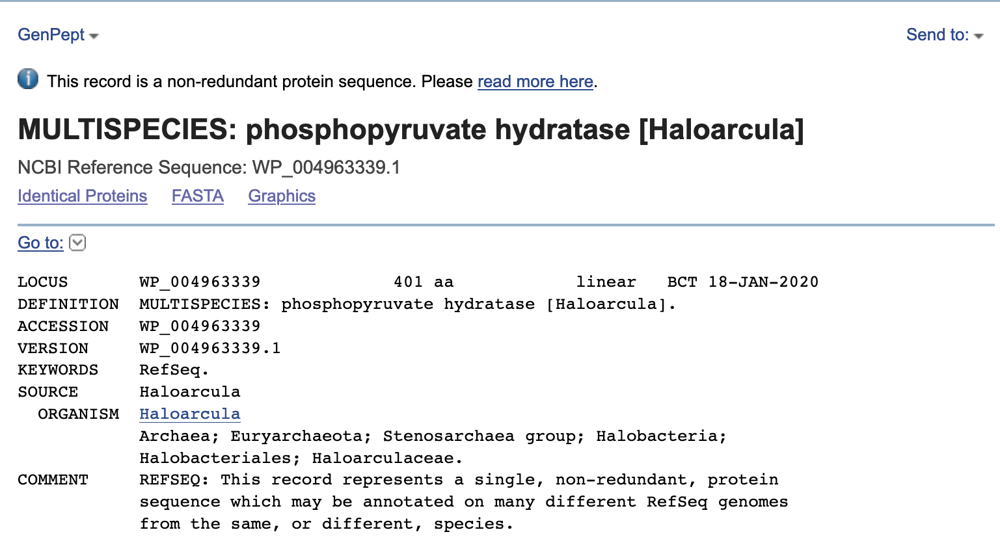 GenPept Send to:
This record is a non-redundant protein sequence. Please read more here.
MULTISPECIES: phosphopyruvate hydratase [Haloarcula]
NCBI Reference Sequence: WP_004963339.1
Identical Proteins FASTA Graphics
Go to:
LOCUS WP_004963339 401 aa linear BCT 18-JAN-2020
DEFINITION MULTISPECIES: phosphopyruvate hydratase [Haloarcula].
ACCESSION WP_004963339
VERSION WP_004963339.1
KEYWORDS RefSeq.
SOURCE Haloarcula
ORGANISM Haloarcula
Archaea; Euryarchaeota; Stenosarchaea group; Halobacteria;
Halobacteriales; Haloarculaceae.
COMMENT REFSEQ: This record represents a single, non-redundant, protein
sequence which may be annotated on many different RefSeq genomes
from the same, or different, species.